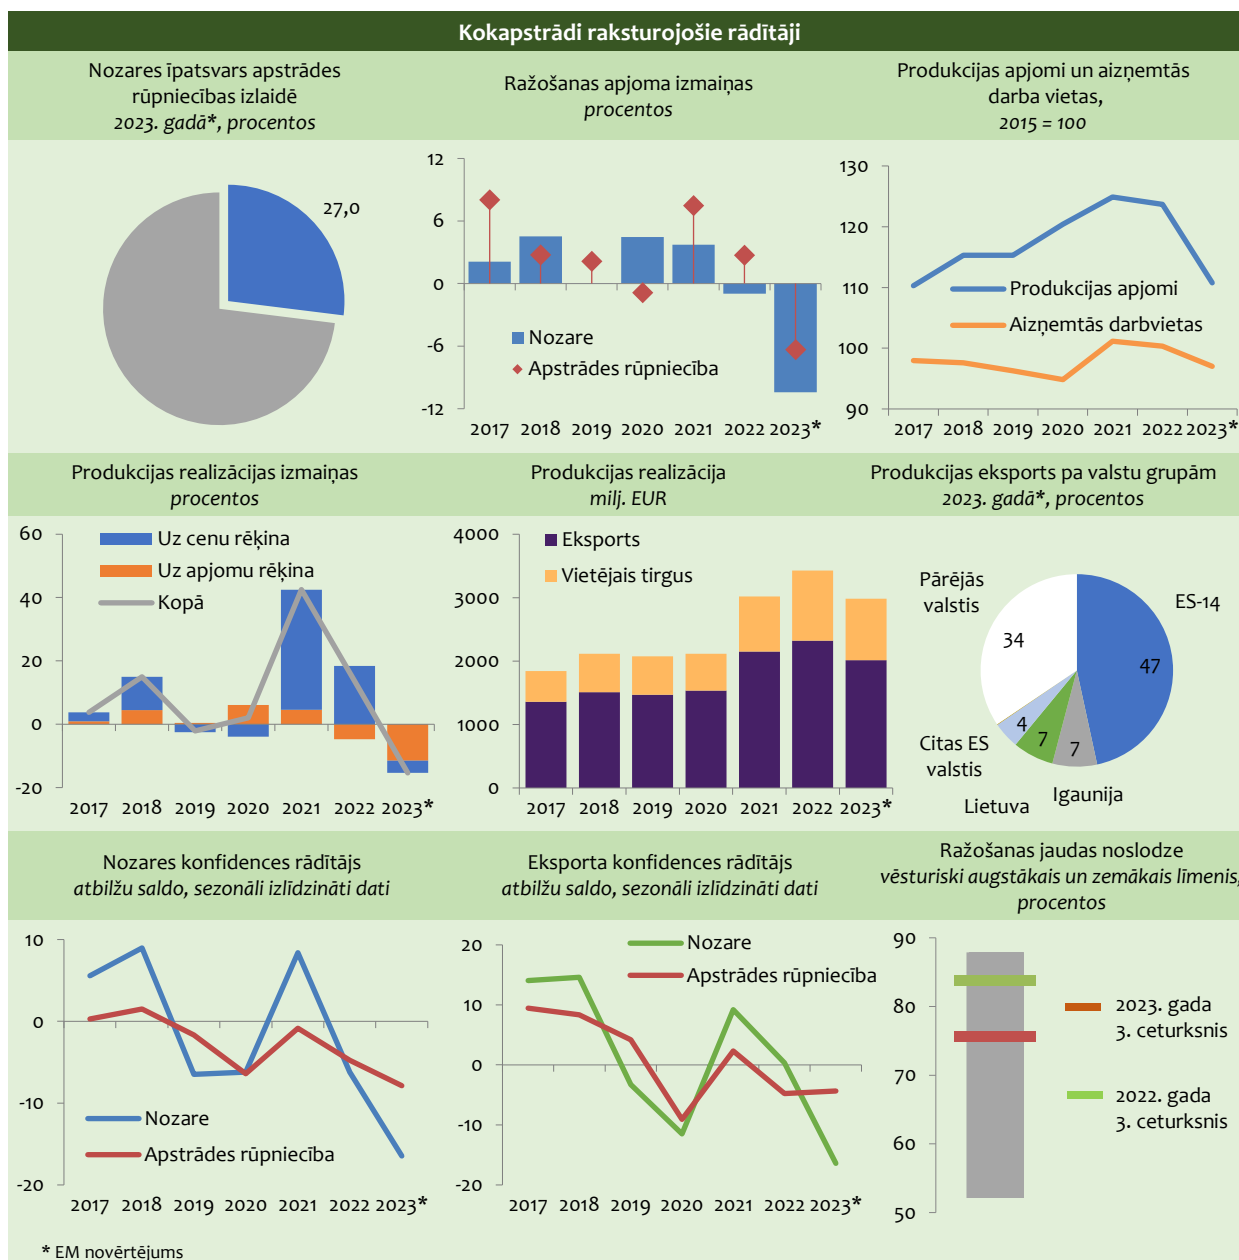 Kokapstrādi raksturojošie rādītāji
Nozares īpatsvars apstrādes
rūpniecības izlaidē
2023. gadā*, procentos
27,0
Ražošanas apjoma izmaiņas
procentos
12
6
0
-6
-12
Nozare
Apstrādes rūpniecība
2017 2018 2019 2020 2021 2022 2023*
Produkcijas apjomi un aizņemtās
darba vietas,
2015 = 100
130
120
110
100
90
Produkcijas apjomi
Aizņemtās darbvietas
2017 2018 2019 2020 2021 2022 2023*
Produkcijas realizācijas izmaiņas
procentos
60
40
20
0
-20
Uz cenu rēķina
Uz apjomu rēķina
Kopā
2017 2018 2019 2020 2021 2022 2023*
Produkcijas realizācija
milj. EUR
4000
3000
2000
1000
0
Eksports
Vietējais tirgus
2017 2018 2019 2020 2021 2022 2023*
Produkcijas eksports pa valstu grupām
2023. gadā*, procentos
Pārējās
valstis
34
ES-14
47
4
7
7
Citas ES
valstis
Lietuva
Igaunija
Nozares konfidences rādītājs
atbilžu saldo, sezonāli izlīdzināti dati
10
0
-10
-20
Nozare
Apstrādes rūpniecība
2017 2018 2019 2020 2021 2022 2023*
Eksporta konfidences rādītājs
atbilžu saldo, sezonāli izlīdzināti dati
20
10
0
-10
-20
Nozare
Apstrādes rūpniecība
2017 2018 2019 2020 2021 2022 2023*
Ražošanas jaudas noslodze
vēsturiski augstākais un zemākais līmenis,
procentos
90
80
70
60
50
2023. gada
3. ceturksnis
2022. gada
3. ceturksnis
* EM novērtējums